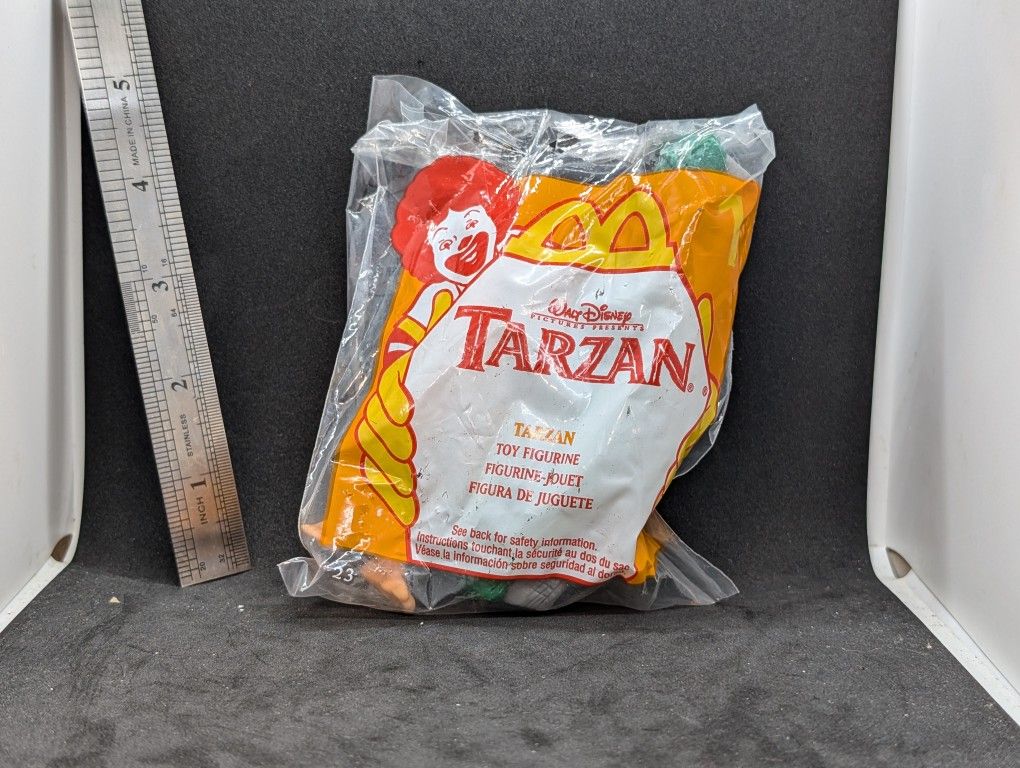 5
MADE IN CHINA
4
3
2
STAINLESS
1
INCH
1
WALT DISNEY
PICTURES PRESENTS
TARZAN®
TARZAN
TOY FIGURINE
FIGURINE-JOUET
FIGURA DE JUGUETE
See back for safety information.
Instructions touchant la sécurité au dos du sac
Véase la información sobre seguridad al
23